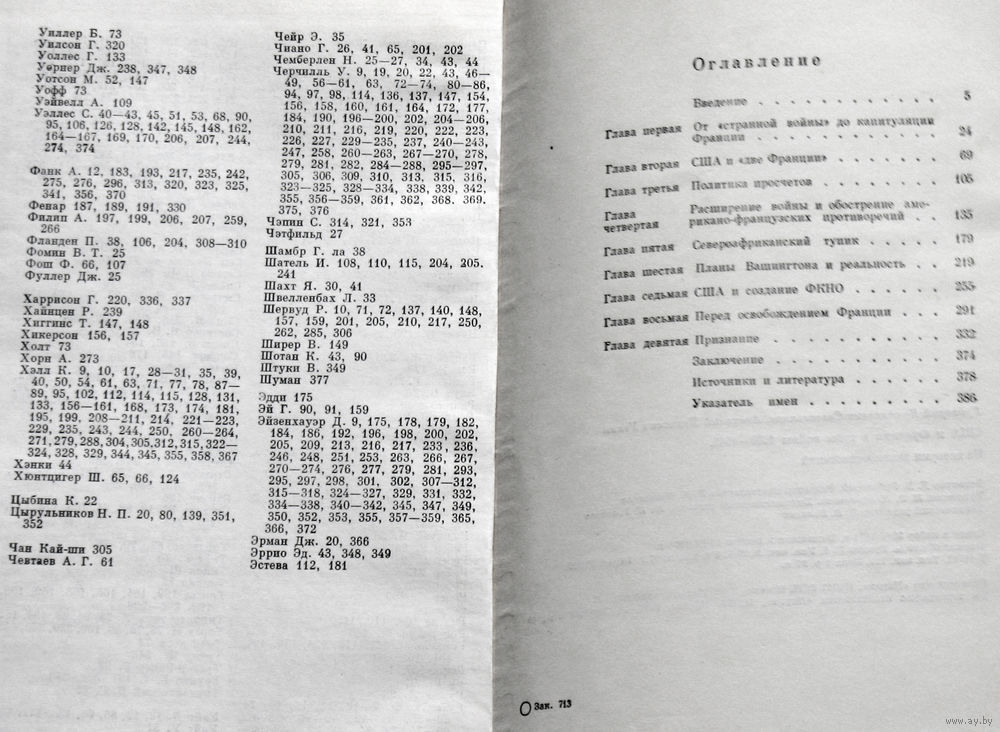 Уиллер Б. 73
Уилсон Г. 320
Уоллес Г. 133
Уорнер Дж. 238, 347, 348
Уотсон М. 52, 147
Уофф 73
Уэйвелл А. 109
Уэллес С. 40—43, 45, 51, 53, 68, 90,
95, 106, 126, 128, 142, 145, 148, 162,
164—167, 169, 170, 206, 207, 244,
274, 374
Фанк А. 12, 183, 193, 217, 235, 242,
275, 276, 296, 313, 320, 323, 325,
341, 356, 370
Фенар 187, 189, 191, 330
Филип А. 197, 199, 206, 207, 259,
266
Фланден П. 38, 106, 204, 308—310
Фомин В. Т. 25
Фош Ф. 66, 107
Фуллер Дж. 25
Харрисон Г. 220, 336, 337
Хайнцен Р. 239
Хиггинс Т. 147, 148
Хикерсон 156, 157
Холт 73
Хорн А. 273
Хэлл К. 9, 10, 17, 28—31, 35, 39,
40, 50, 54, 61, 63, 71, 77, 78, 87—
89, 95, 102, 112, 114, 115, 128, 131,
133, 156—161, 168, 173, 174, 181,
195, 199, 208—211, 214, 221—223,
229, 235, 243, 244, 250, 260—264,
271, 279, 288, 304, 305, 312, 315, 322—
324, 328, 329, 344, 345, 355, 358, 367
Хэнки 44
Хюнтцигер Ш. 65, 66, 124
Цыбина К. 22
Цырульников Н. П. 20, 80, 139, 351,
352
Чан Кай-ши 305
Чевтаев А. Г. 61
Чейр Э. 35
Чиано Г. 26, 41, 65, 201, 202
Чемберлен Н. 25—27, 34, 43, 44
Черчилль У. 9, 19, 20, 22, 43, 46—
49, 56—61, 63, 72—74, 80—86,
94, 97, 98, 114, 136, 137, 147, 154,
156, 158, 160, 161, 164, 172, 177,
184, 190, 196—200, 202, 204—206,
210, 211, 216, 219, 220, 222, 223,
226, 227, 229—235, 237, 240—243,
247, 258, 260—263, 267—270, 278,
279, 281, 282, 284—288, 295—297,
305, 306, 309, 310, 313, 315, 316,
323—325, 328—334, 338, 339, 342,
355, 356—359, 361, 362, 368. 369.
375, 376
Чэпин С. 314, 321, 353
Чэтфильд 27
Шамбр Г. ла 38
Шатель И. 108, 110, 115, 204, 205.
241
Шахт Я. 30, 41
Швелленбах Л. 33
Шервуд Р. 10, 71, 72, 137, 140, 148,
157, 159, 201, 205, 210, 217, 250,
262, 285, 306
Ширер В. 149
Шотан К. 43, 90
Штуки В. 349
Шуман 377
Эдди 175
Эй Г. 90, 91, 159
Эйзенхауэр Д. 9, 175, 178, 179, 182,
184, 186, 192, 196, 198, 200, 202,
205, 209, 213, 216, 217, 233, 236,
246, 248, 251, 253, 263, 266, 267,
270—274, 276, 277, 279, 281, 293,
295, 297, 298, 301, 302, 307—312,
315—318, 324—327, 329, 331, 332,
334—338, 340—342, 345, 347, 349,
350, 352, 353, 355, 357—359, 365,
366, 372
Эрман Дж. 20, 366
Эррио Эд. 43, 348, 349
Эстева 112, 181
Оглавление
Введение . . . . . . . . . . . 5
Глава первая От «странной войны» до капитуляции
Франции . . . . . . . . . . . 24
Глава вторая США и «две Франции» . . . . . . 69
Глава третья Политика просчетов . . . . . . . 105
Глава Расширение войны и обострение аме-
четвертая рикано-французских противоречий . . 135
Глава пятая Североафриканский тупик . . . . 179
Глава шестая Планы Вашингтона и реальность . . 219
Глава седьмая США и создание ФКНО . . . . . 255
Глава восьмая Перед освобождением Франции . . . 291
Глава девятая Признание . . . . . . . . . . 332
Заключение . . . . . . . . . . 374
Источники и литература . . . . . . 378
Указатель имен . . . . . . . . 386
Зак. 713
www.ay.by